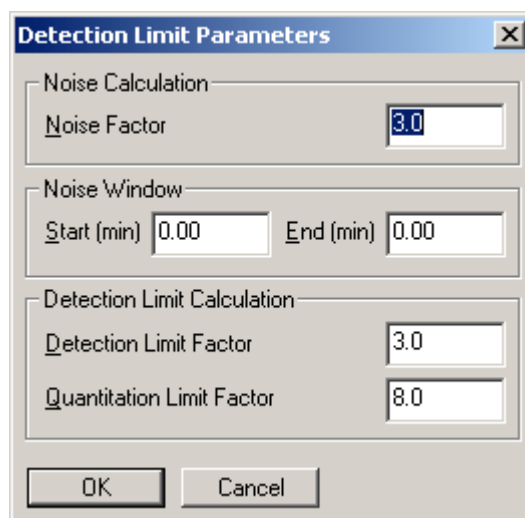 Detection Limit Parameters
Noise Calculation
Noise Factor 3.0
Noise Window
Start (min) 0.00 End (min) 0.00
Detection Limit Calculation
Detection Limit Factor 3.0
Quantitation Limit Factor 8.0
OK Cancel